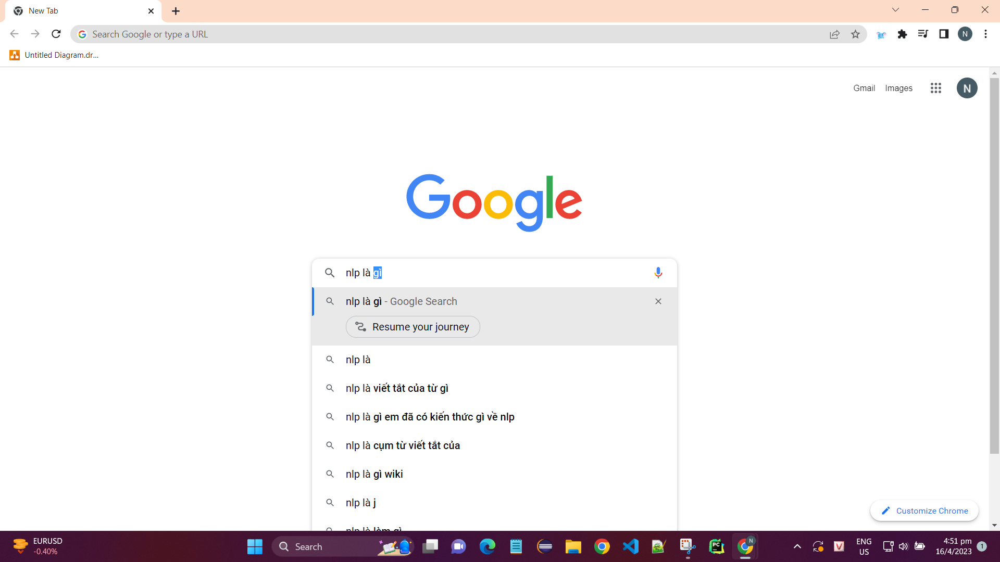 New Tab
Search Google or type a URL
N
Untitled Diagram.dr...
Gmail Images
N
Google
nlp là gì
nlp là gì - Google Search
Resume your journey
nlp là
nlp là viết tắt của từ gì
nlp là gì em đã có kiến thức gì về nlp
nlp là cụm từ viết tắt của
nlp là gì wiki
nlp là j
nlp là làm gì
Customize Chrome
EURUSD
-0.40%
Search
PC
N
V
ENG
US
4:51 pm
16/4/2023
1